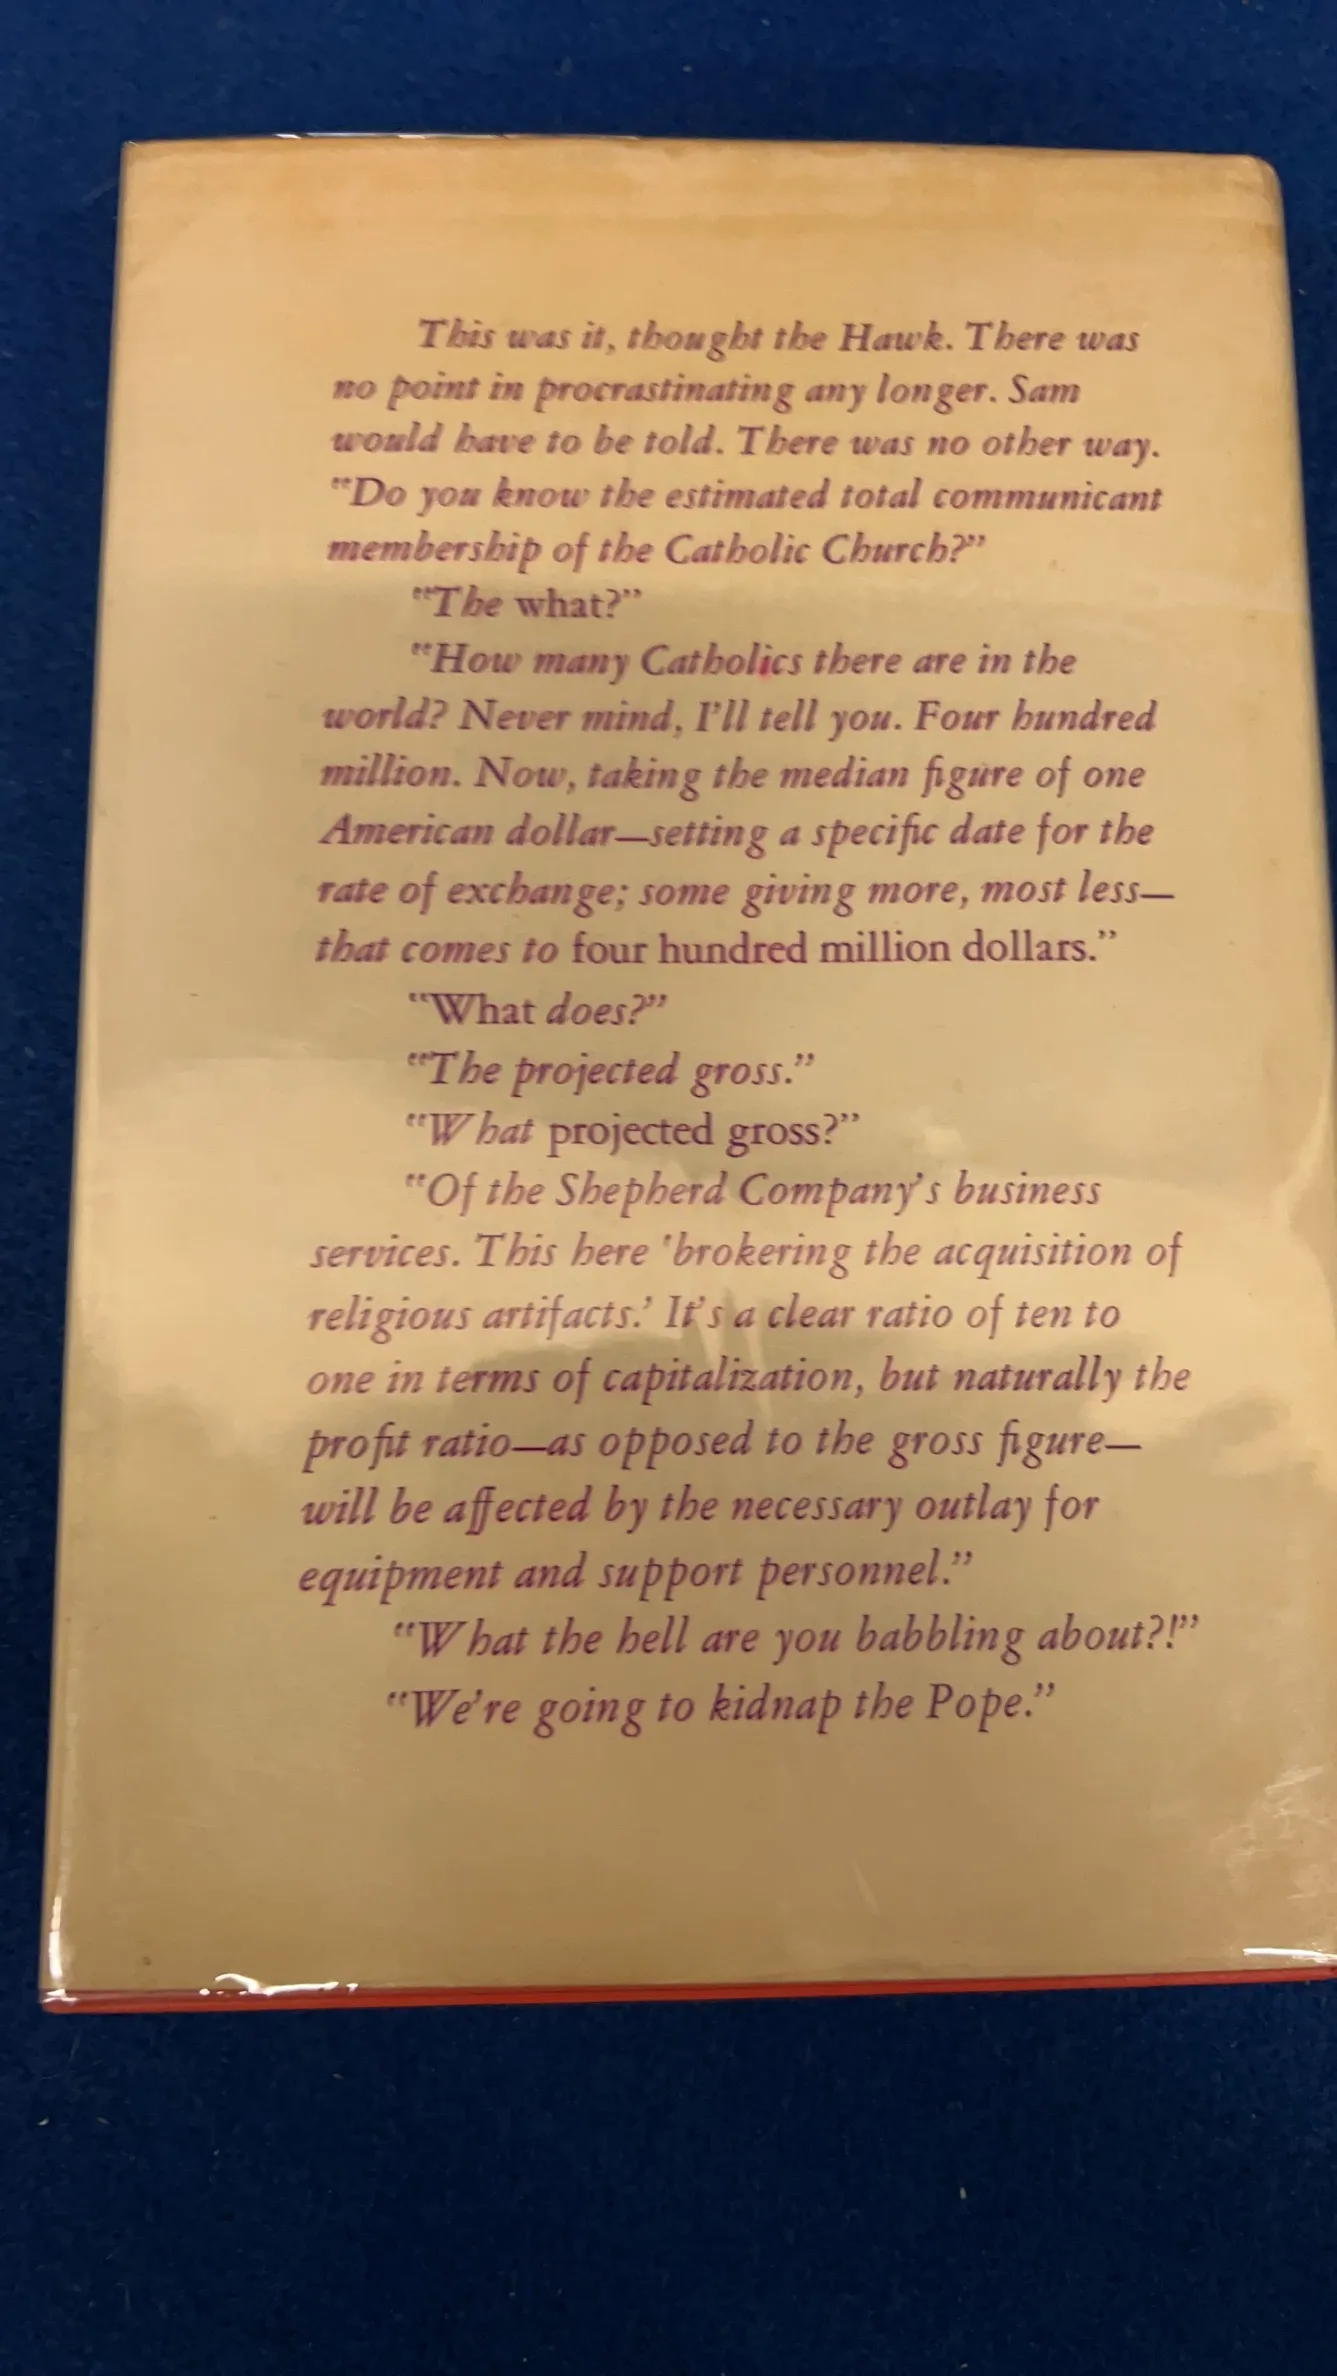 This was it, thought the Hawk. There was
no point in procrastinating any longer. Sam
would have to be told. There was no other way.
"Do you know the estimated total communicant
membership of the Catholic Church?"
"The what?"
"How many Catholics there are in the
world? Never mind, I'll tell you. Four hundred
million. Now, taking the median figure of one
American dollar—setting a specific date for the
rate of exchange; some giving more, most less—
that comes to four hundred million dollars."
"What does?"
"The projected gross."
"What projected gross?"
"Of the Shepherd Company's business
services. This here 'brokering the acquisition of
religious artifacts.' It's a clear ratio of ten to
one in terms of capitalization, but naturally the
profit ratio—as opposed to the gross figure—
will be affected by the necessary outlay for
equipment and support personnel."
"What the hell are you babbling about?!"
"We're going to kidnap the Pope."